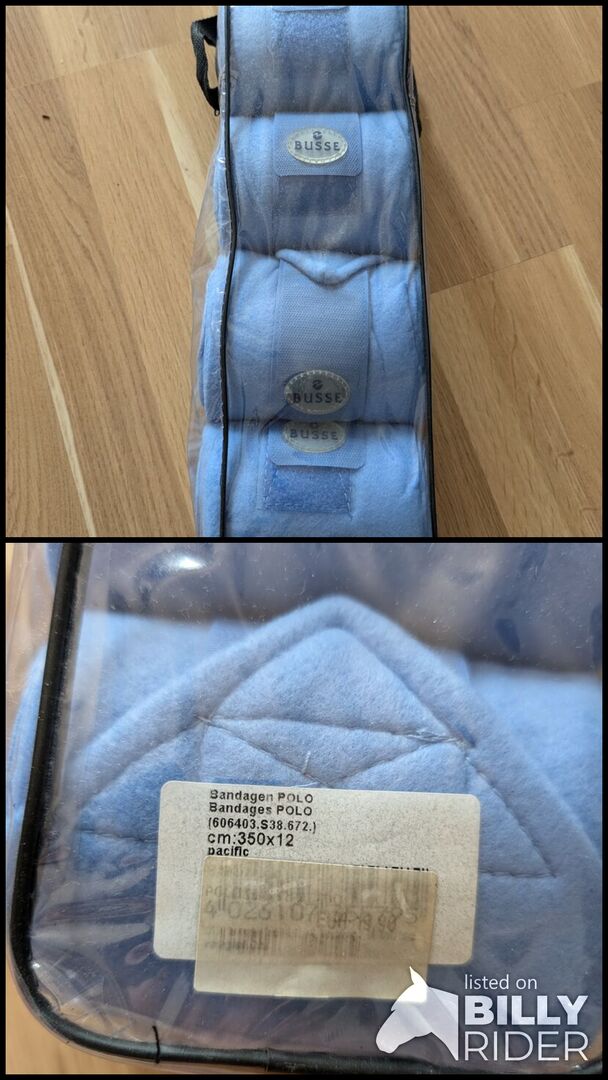 BUSSE
BUSSE
BUSSE
Bandagen POLO
Bandages POLO
(606403.S38.672.)
cm:350x12
pacific
listed on
BILLY
RIDER